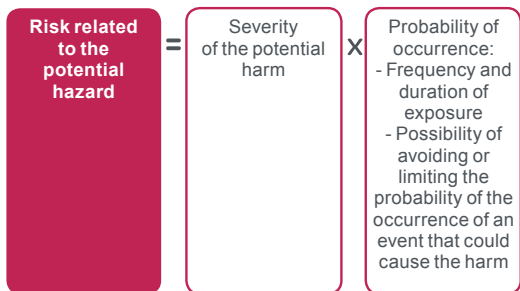 Risk related
to the
potential
hazard
=
Severity
of the potential
harm
x
Probability of
occurrence:
- Frequency and
duration of
exposure
- Possibility of
avoiding or
limiting the
probability of the
occurrence of an
event that could
cause the harm